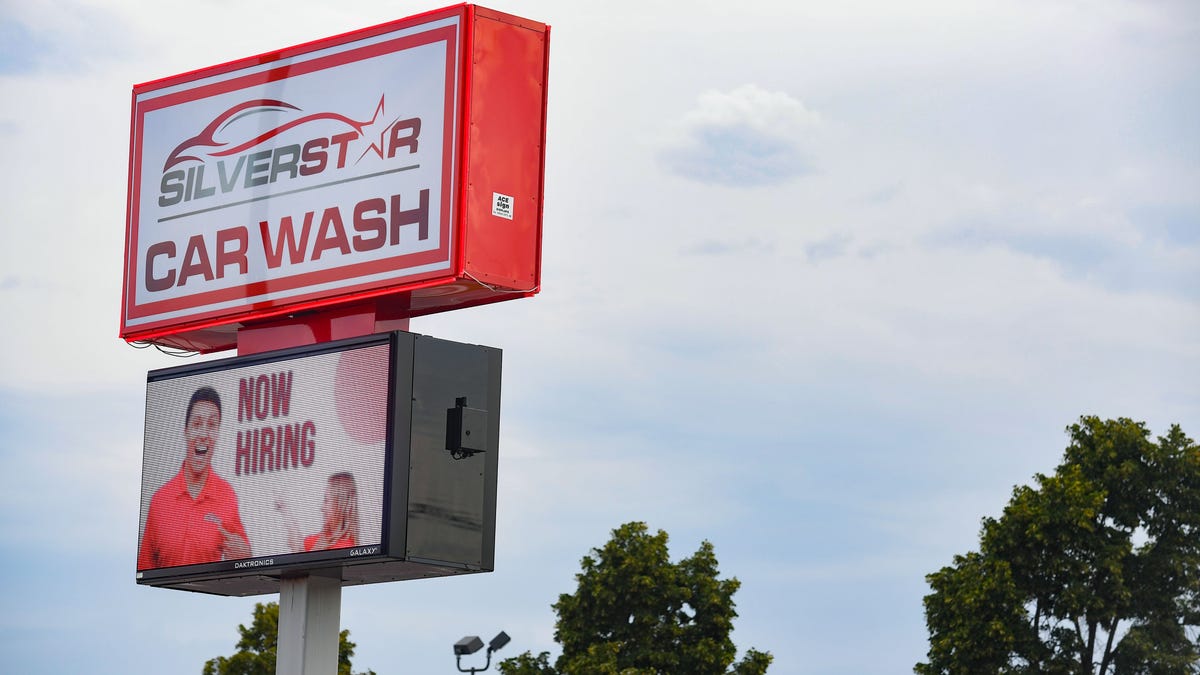 SILVERSTAR
CAR WASH
ACE
sign
NOW
HIRING
DAKTRONICS
GALAXY